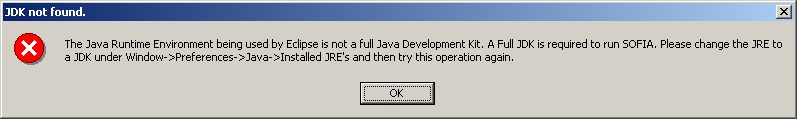 JDK not found.
The Java Runtime Environment being used by Eclipse is not a full Java Development Kit. A Full JDK is required to run SOFIA. Please change the JRE to
a JDK under Window->Preferences->Java->Installed JRE's and then try this operation again.
OK